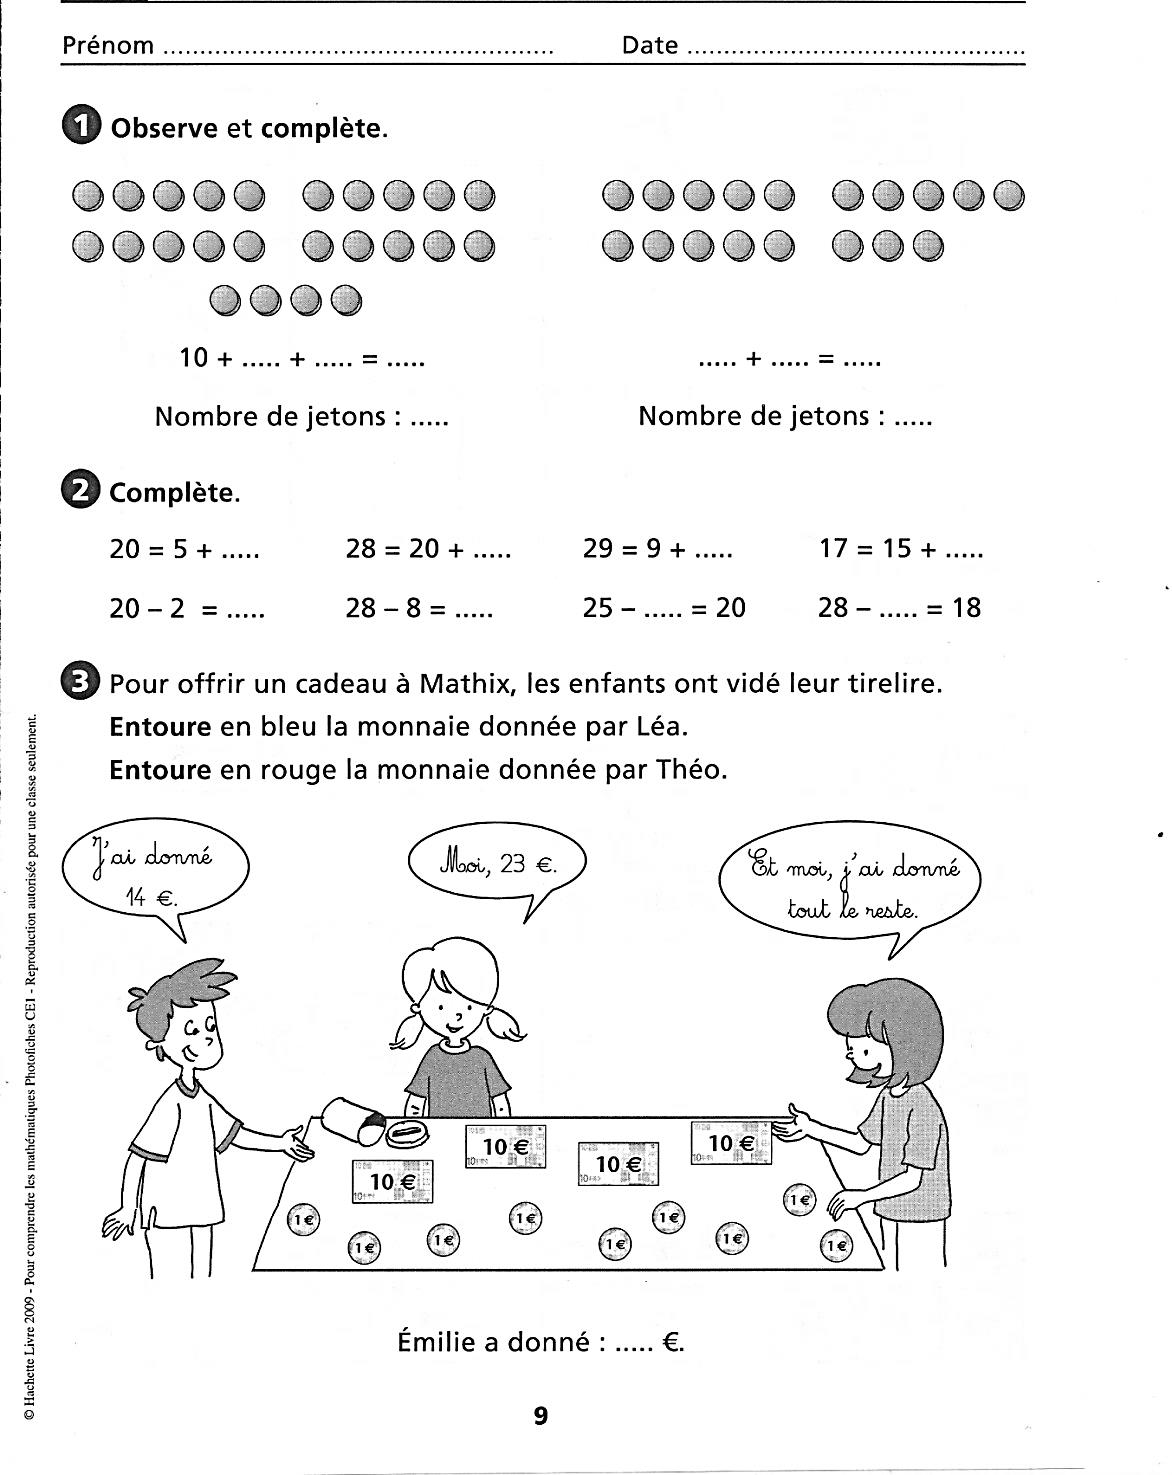 Prénom ..................................................... Date ..............................................
1 Observe et complète.
10 + ..... + ..... = .....
..... + ..... = .....
Nombre de jetons : .....
Nombre de jetons : .....
2 Complète.
20 = 5 + ..... 28 = 20 + ..... 29 = 9 + ..... 17 = 15 + .....
20 – 2 = ..... 28 – 8 = ..... 25 – ..... = 20 28 – ..... = 18
3 Pour offrir un cadeau à Mathix, les enfants ont vidé leur tirelire.
Entoure en bleu la monnaie donnée par Léa.
Entoure en rouge la monnaie donnée par Théo.
J'ai donné
14 €.
Moi, 23 €.
Et moi, j'ai donné
tout le reste.
10 €
10 €
10 €
10 €
1 €
1 €
1 €
1 €
1 €
1 €
1 €
1 €
1 €
Émilie a donné : ..... €.
© Hachette Livre 2009 - Pour comprendre les mathématiques Photofiches CE1 - Reproduction autorisée pour une classe seulement.
9